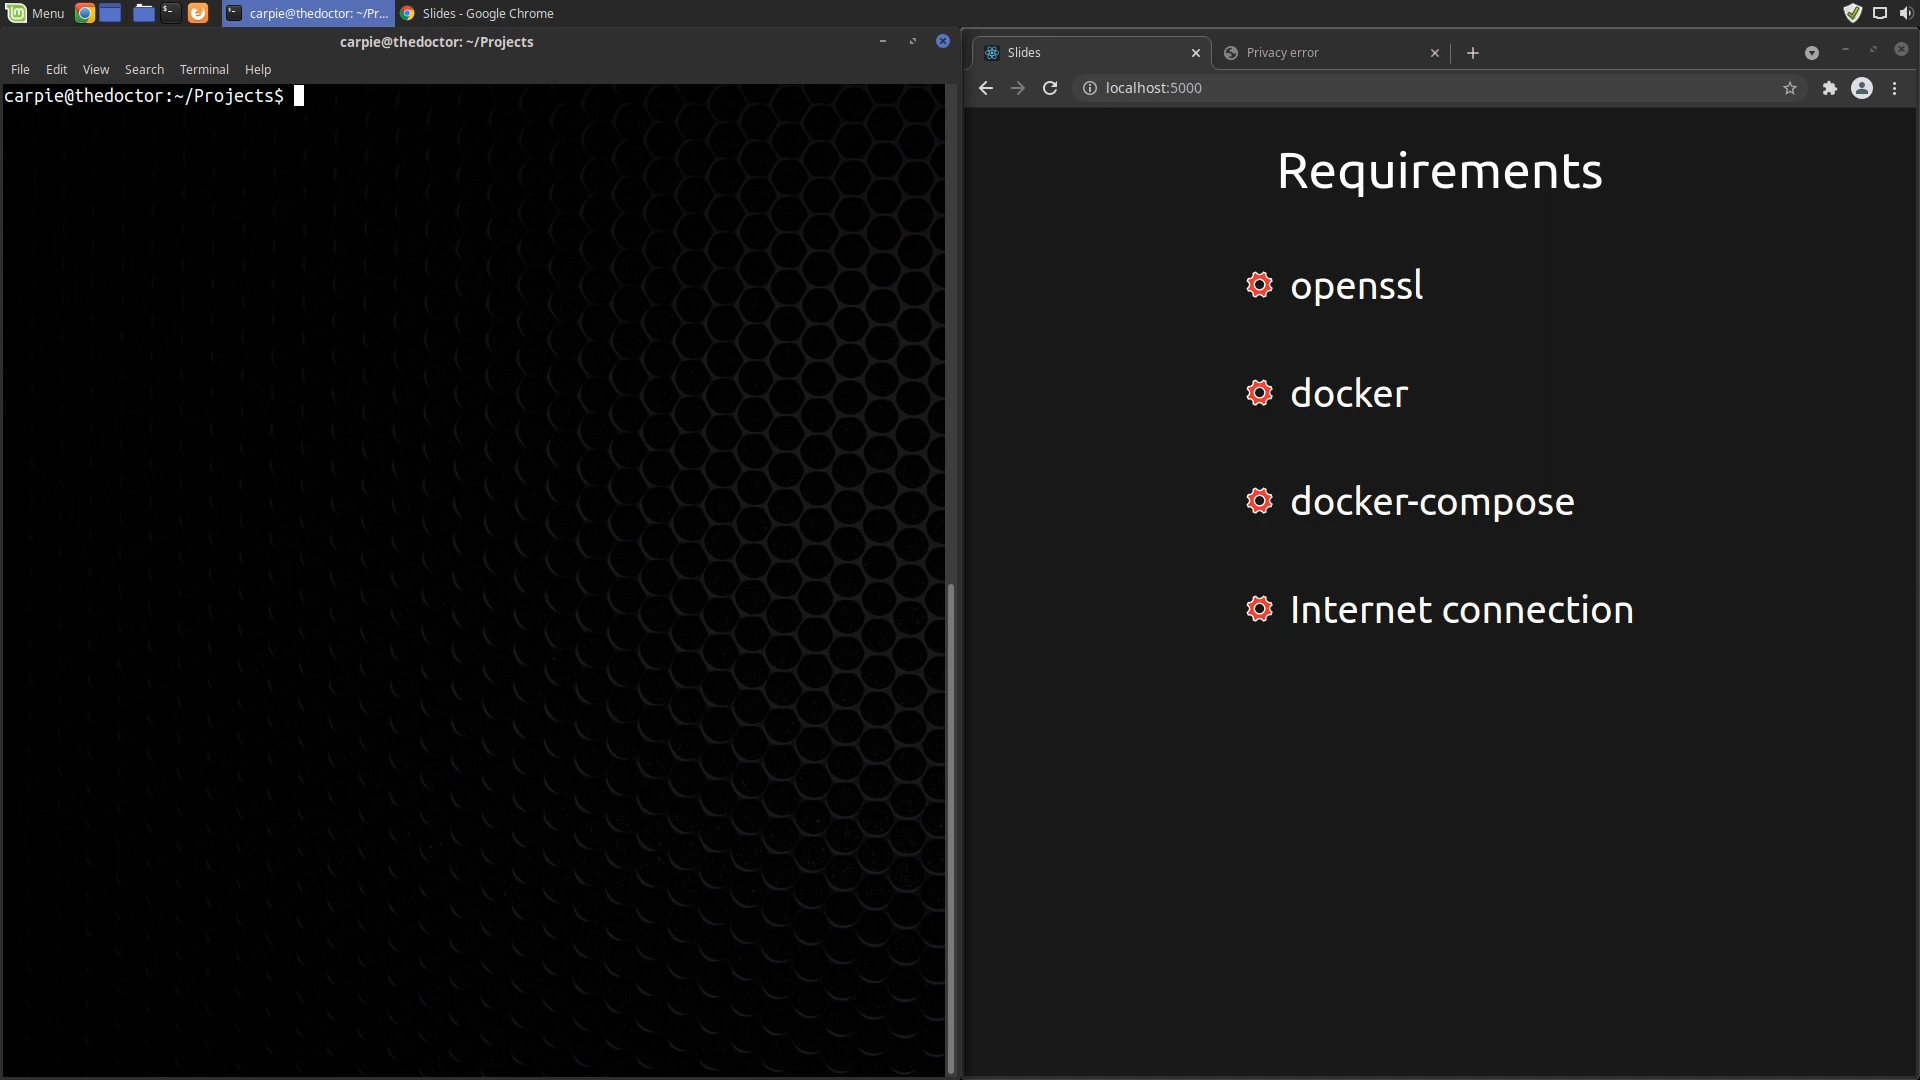 Menu
carpie@thedoctor: ~/Pr...
Slides - Google Chrome
carpie@thedoctor: ~/Projects
File Edit View Search Terminal Help
carpie@thedoctor:~/Projects$
Slides
Privacy error
localhost:5000
Requirements
openssl
docker
docker-compose
Internet connection